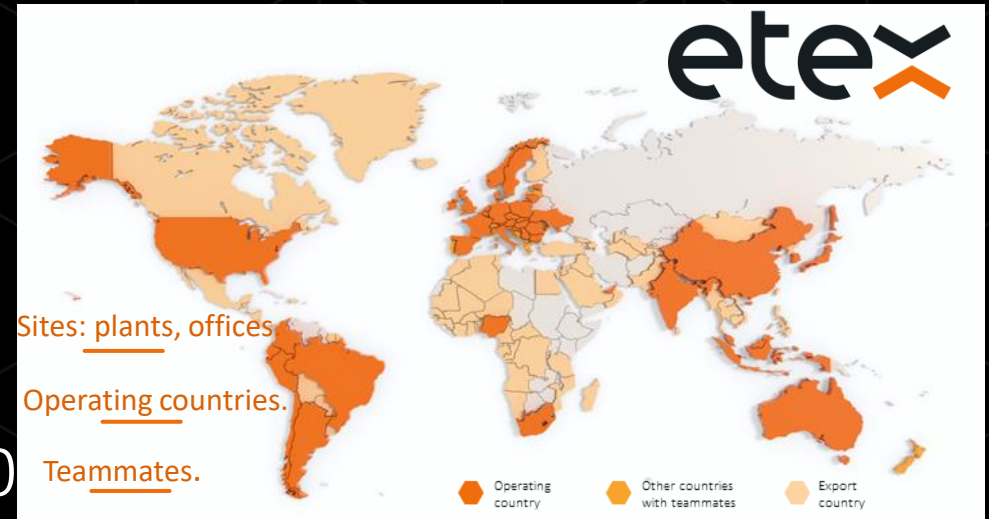 etex
Sites: plants, offices.
Operating countries.
Teammates.
Operating
country
Other countries
with teammates
Export
country